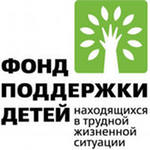 ФОНД
ПОДДЕРЖКИ
ДЕТЕЙ
находящихся
в трудной
жизненной
ситуации